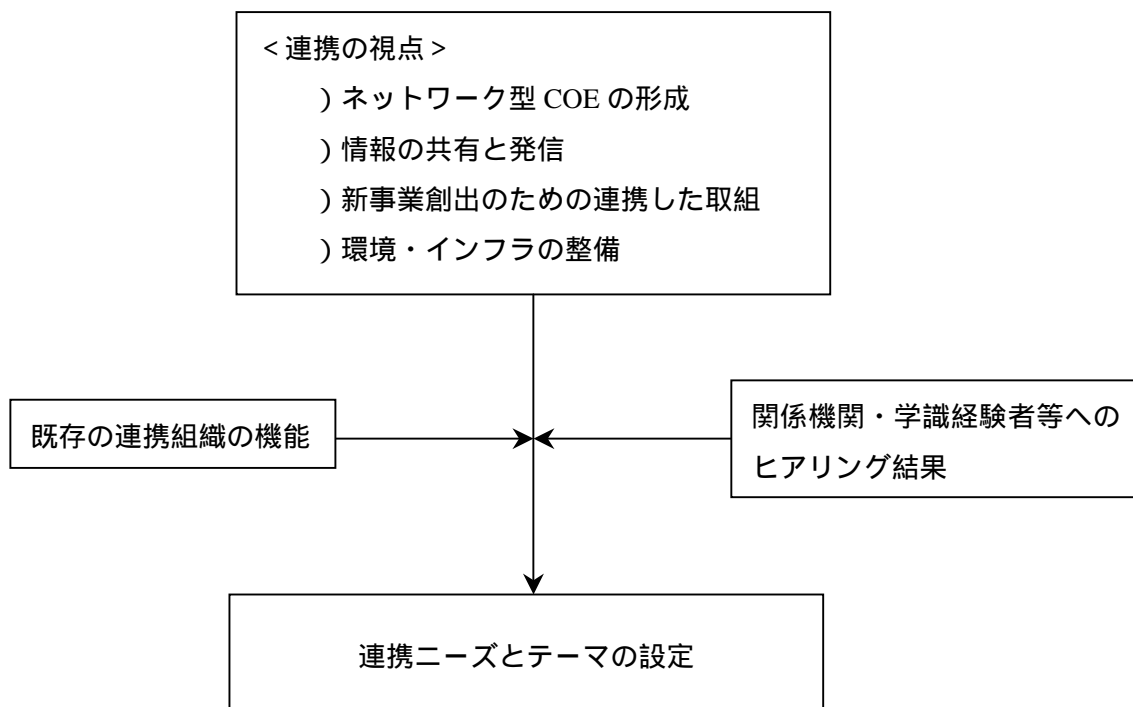 ＜連携の視点＞
）ネットワーク型 COE の形成
）情報の共有と発信
）新事業創出のための連携した取組
）環境・インフラの整備
既存の連携組織の機能
関係機関・学識経験者等への
ヒアリング結果
連携ニーズとテーマの設定